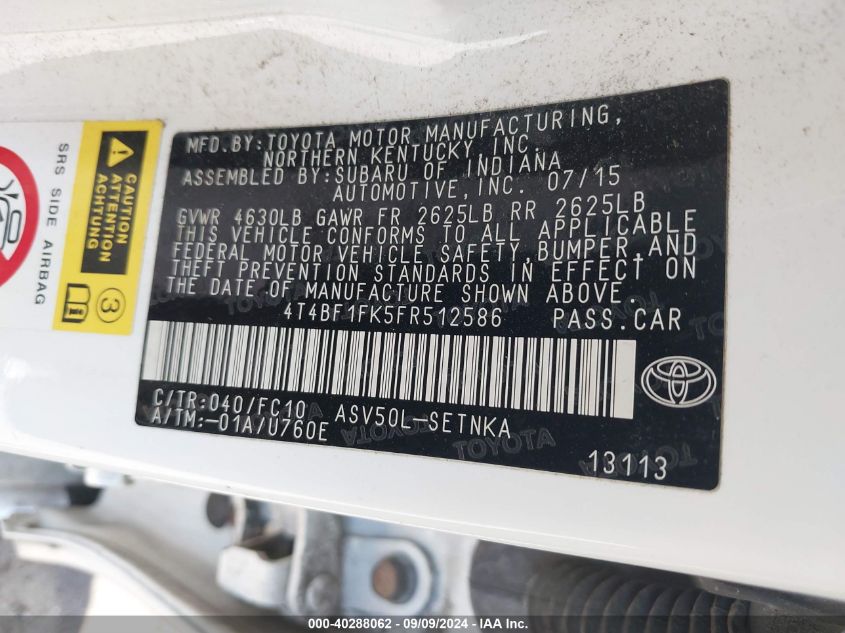 SRS SIDE AIRBAG
CAUTION
ATTENTION
ACHTUNG
3
MFD.BY:TOYOTA MOTOR MANUFACTURING,
NORTHERN KENTUCKY INC.
ASSEMBLED BY:SUBARU OF INDIANA
AUTOMOTIVE,INC. 07/15
GVWR 4630LB GAWR FR 2625LB RR 2625LB
THIS VEHICLE CONFORMS TO ALL APPLICABLE
FEDERAL MOTOR VEHICLE SAFETY,BUMPER,AND
THEFT PREVENTION STANDARDS IN EFFECT ON
THE DATE OF MANUFACTURE SHOWN ABOVE.
4T4BF1FK5FR512586 PASS.CAR
C/TR:040/FC10 ASV50L-SETNKA
A/TM:-01A/U760E
13113
000-40288062 - 09/09/2024 - IAA Inc.